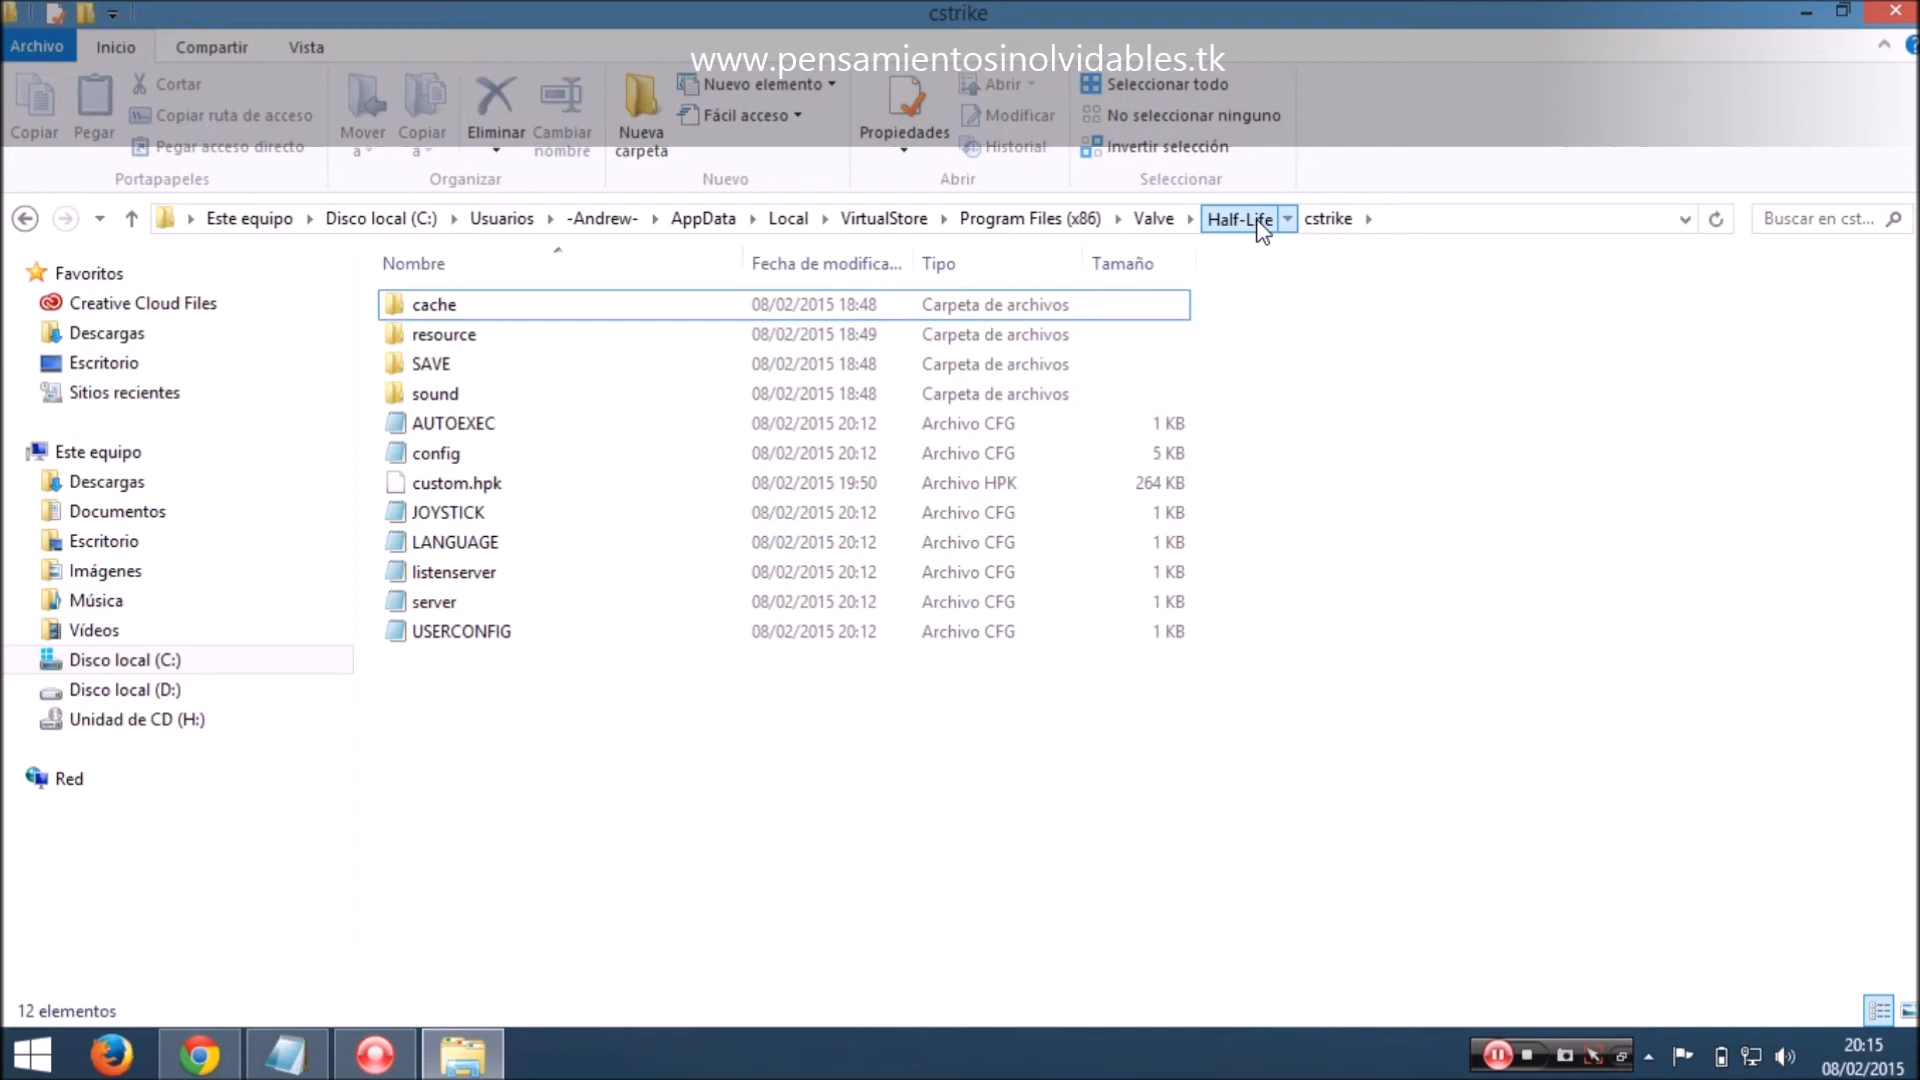 cstrike
Archivo Inicio Compartir Vista
www.pensamientosinolvidables.tk
Copiar
Pegar
Cortar
Copiar ruta de acceso
Pegar acceso directo
Portapapeles
Mover a
Copiar a
Eliminar
Cambiar nombre
Organizar
Nueva carpeta
Nuevo elemento
Fácil acceso
Nuevo
Propiedades
Abrir
Modificar
Historial
Abrir
Seleccionar todo
No seleccionar ninguno
Invertir selección
Seleccionar
Este equipo Disco local (C:) Usuarios -Andrew- AppData Local VirtualStore Program Files (x86) Valve Half-Life cstrike
Buscar en cst...
Favoritos
Creative Cloud Files
Descargas
Escritorio
Sitios recientes
Este equipo
Descargas
Documentos
Escritorio
Imágenes
Música
Vídeos
Disco local (C:)
Disco local (D:)
Unidad de CD (H:)
Red
Nombre Fecha de modifica... Tipo Tamaño
cache 08/02/2015 18:48 Carpeta de archivos
resource 08/02/2015 18:49 Carpeta de archivos
SAVE 08/02/2015 18:48 Carpeta de archivos
sound 08/02/2015 18:48 Carpeta de archivos
AUTOEXEC 08/02/2015 20:12 Archivo CFG 1 KB
config 08/02/2015 20:12 Archivo CFG 5 KB
custom.hpk 08/02/2015 19:50 Archivo HPK 264 KB
JOYSTICK 08/02/2015 20:12 Archivo CFG 1 KB
LANGUAGE 08/02/2015 20:12 Archivo CFG 1 KB
listenserver 08/02/2015 20:12 Archivo CFG 1 KB
server 08/02/2015 20:12 Archivo CFG 1 KB
USERCONFIG 08/02/2015 20:12 Archivo CFG 1 KB
12 elementos
20:15
08/02/2015